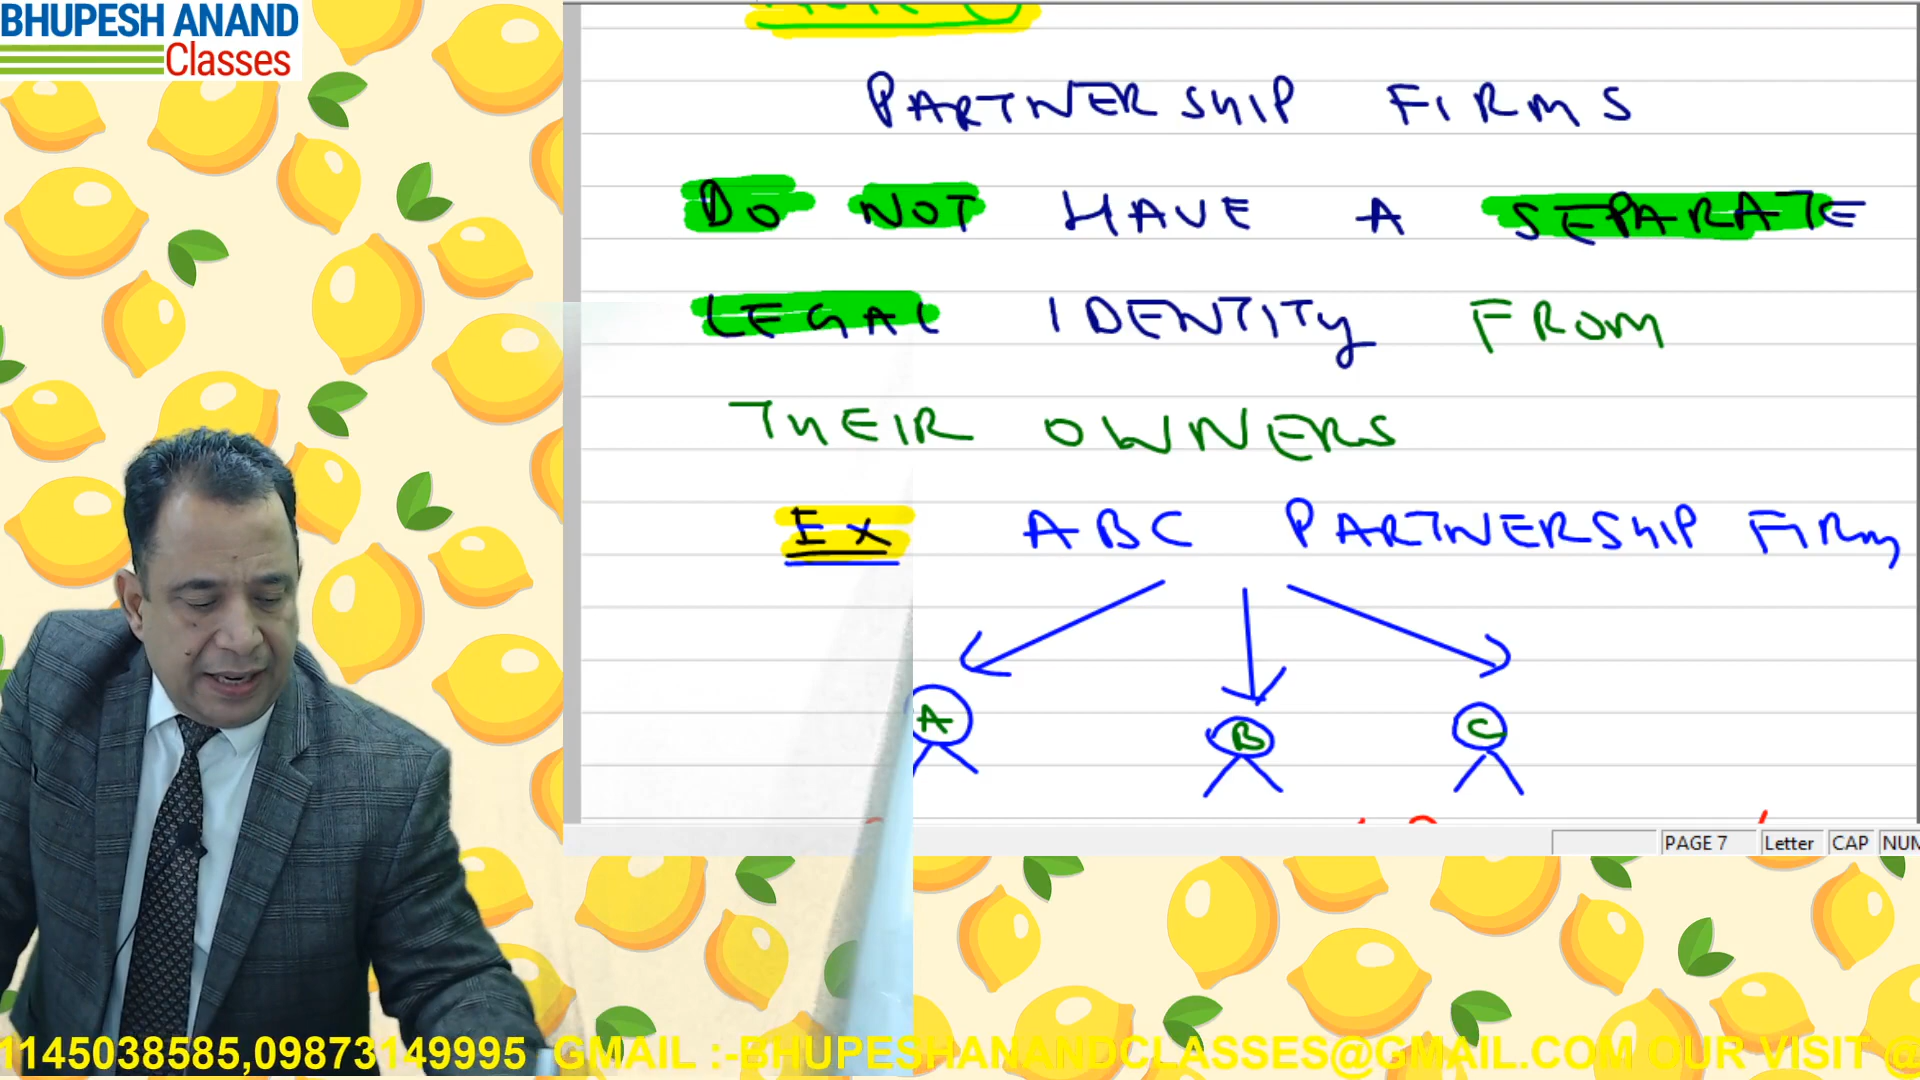 BHUPESH ANAND
Classes
PARTNERSHIP FIRMS
DO NOT HAVE A SEPARATE
LEGAL IDENTITY FROM
THEIR OWNERS
EX ABC PARTNERSHIP FIRM
A B C
PAGE 7 Letter CAP NUM
1145038585,09873149995 GMAIL :-BHUPESHANANDCLASSES@GMAIL.COM OUR VISIT @